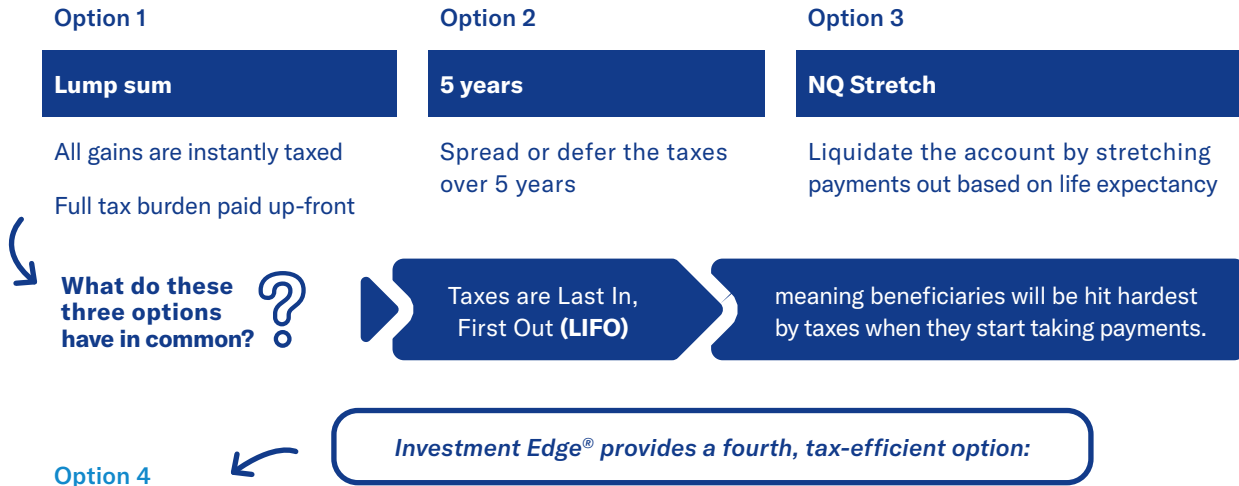 Option 1
Lump sum
All gains are instantly taxed
Full tax burden paid up-front
Option 2
5 years
Spread or defer the taxes
over 5 years
Option 3
NQ Stretch
Liquidate the account by stretching
payments out based on life expectancy
What do these
three options
have in common?
?
Taxes are Last In,
First Out (LIFO)
meaning beneficiaries will be hit hardest
by taxes when they start taking payments.
Investment Edge® provides a fourth, tax-efficient option:
Option 4